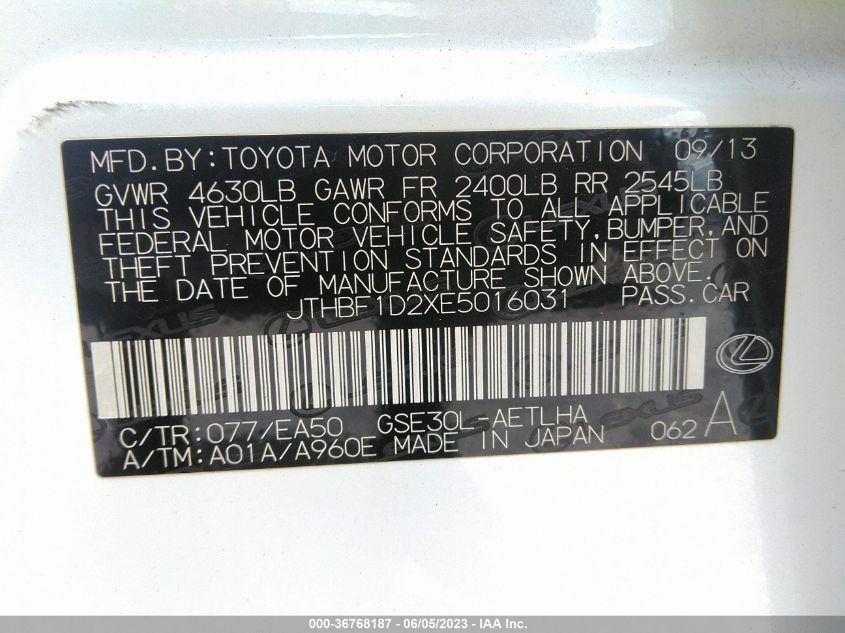 MFD.BY:TOYOTA MOTOR CORPORATION 09/13
GVWR 4630LB GAWR FR 2400LB RR 2545LB
THIS VEHICLE CONFORMS TO ALL APPLICABLE
FEDERAL MOTOR VEHICLE SAFETY,BUMPER,AND
THEFT PREVENTION STANDARDS IN EFFECT ON
THE DATE OF MANUFACTURE SHOWN ABOVE.
JTHBF1D2XE5016031 PASS.CAR
C/TR:077/EA50 GSE30L-AETLHA
A/TM:A01A/A960E MADE IN JAPAN 062 A
000-36768187 - 06/05/2023 - IAA Inc.